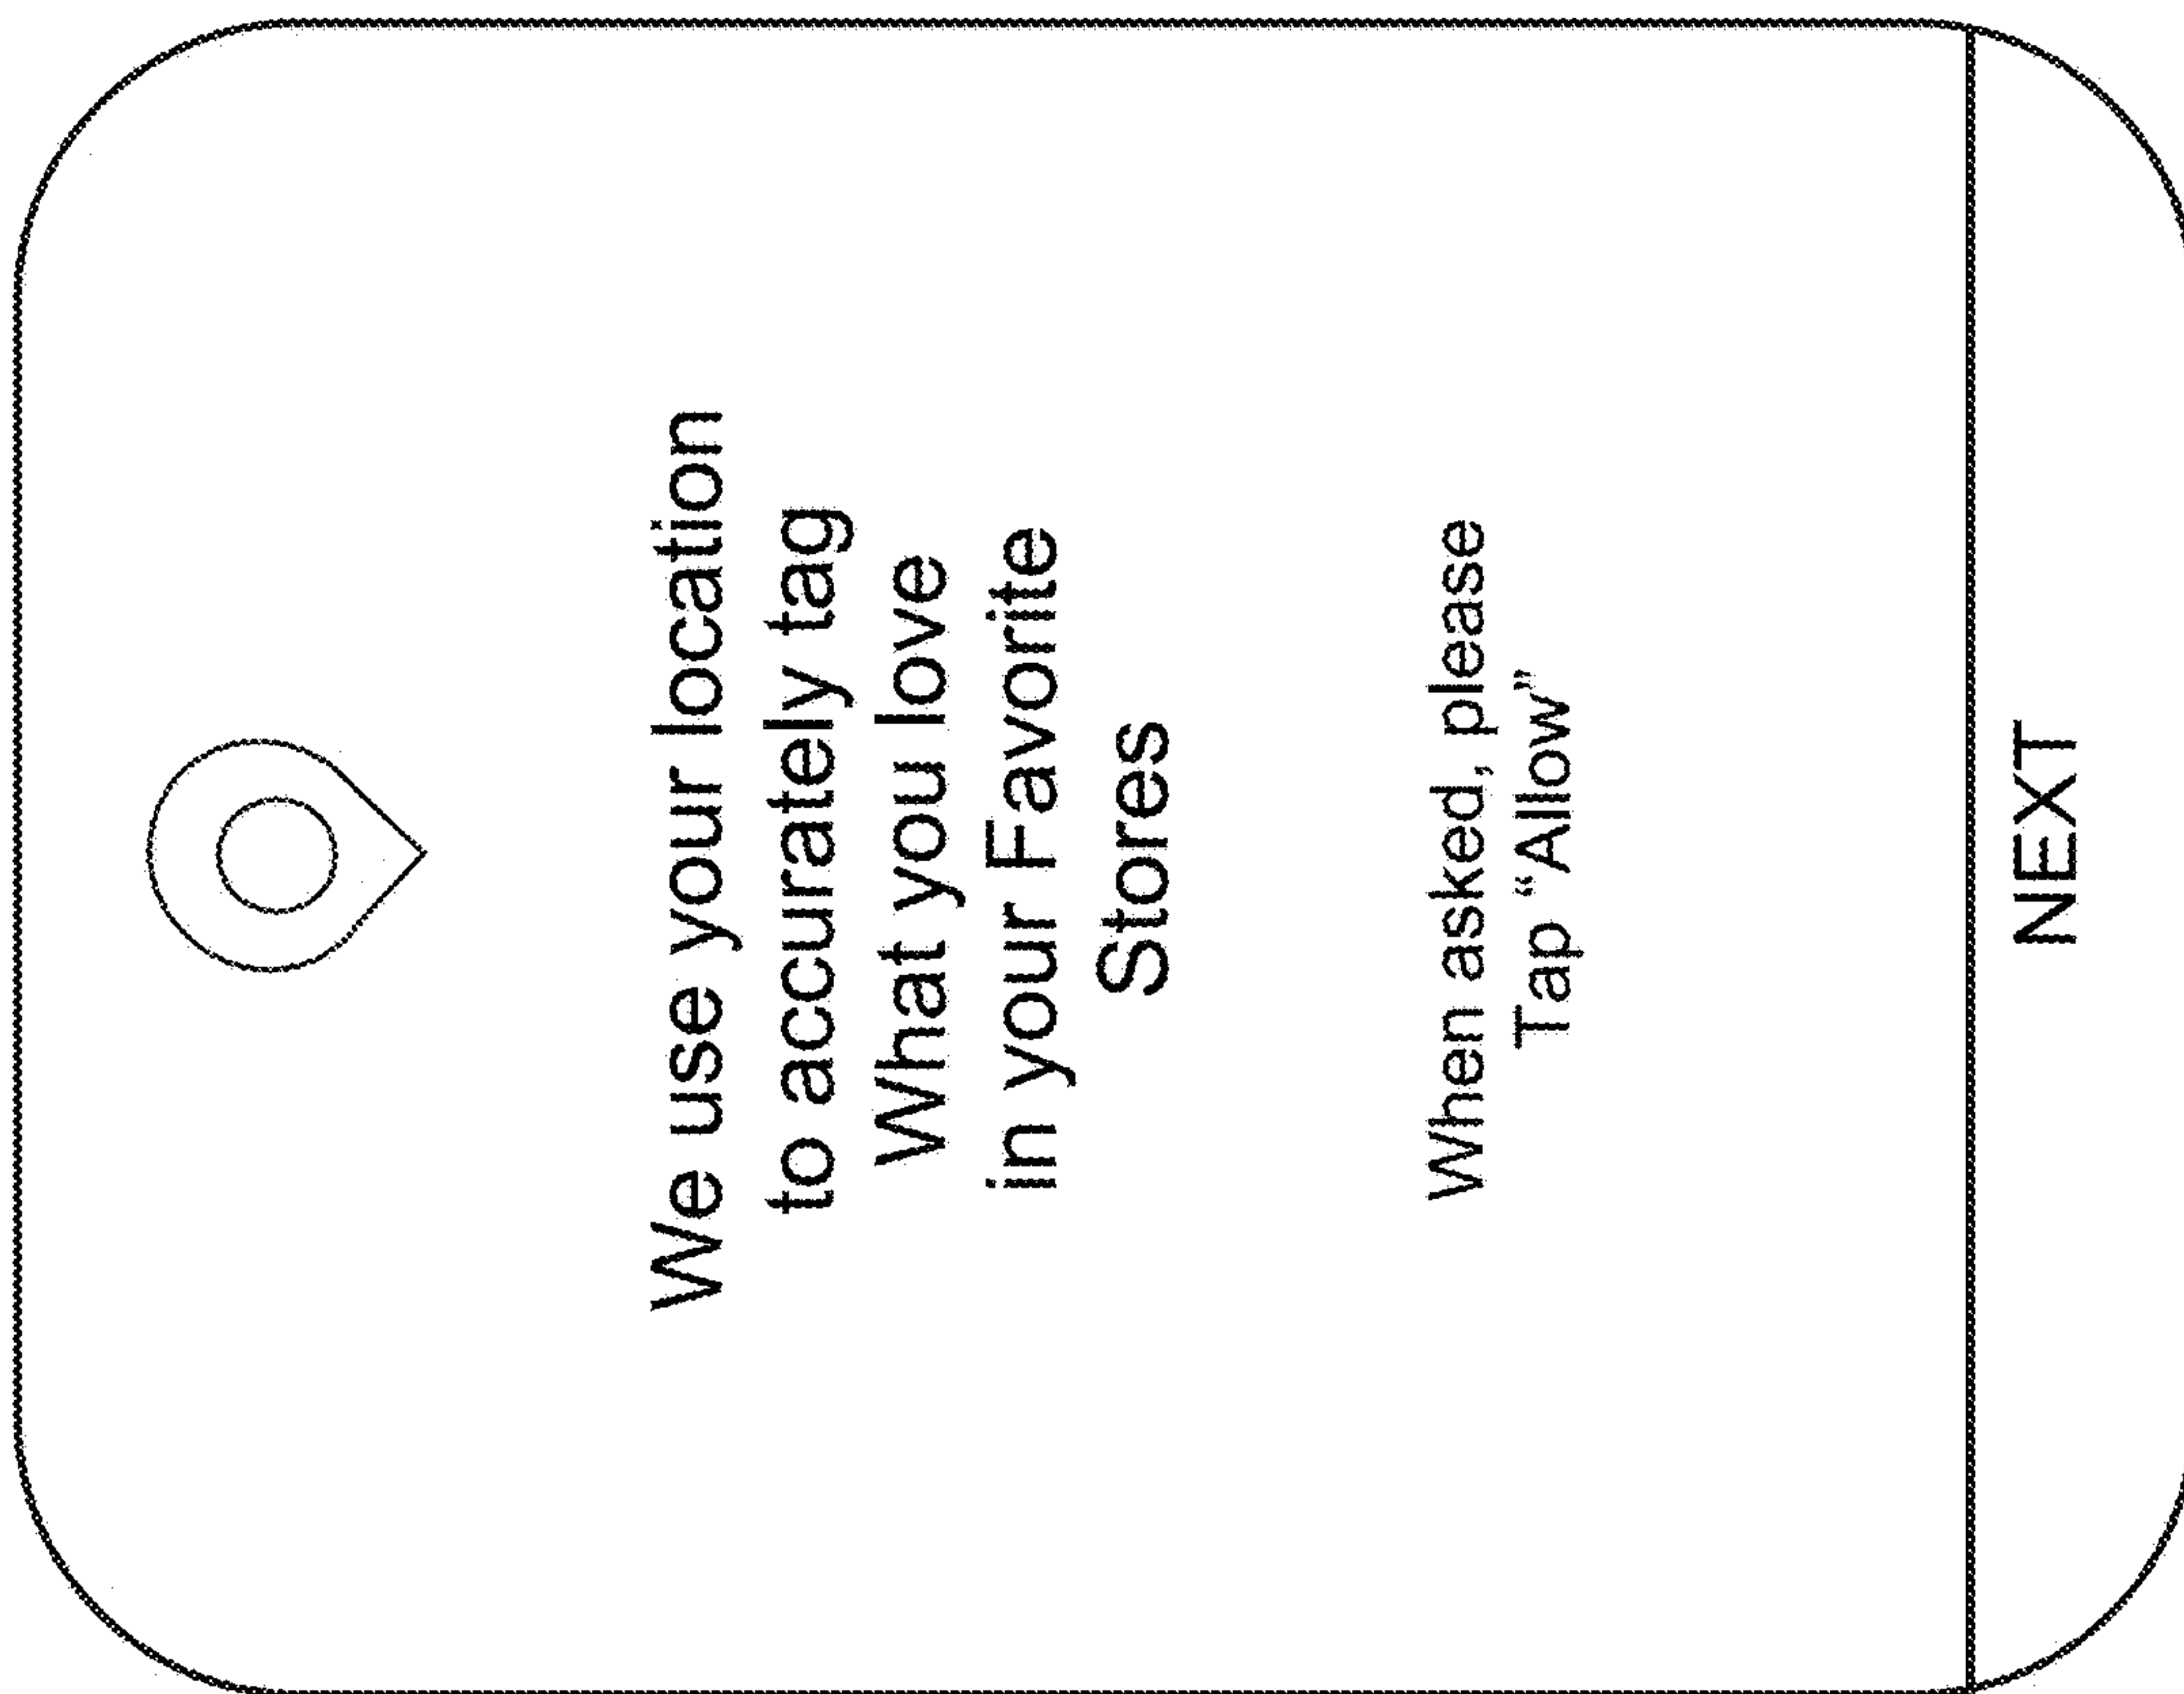 We use your location
to accurately tag
What you love
in your Favorite
Stores
When asked, please
Tap “Allow”
NEXT